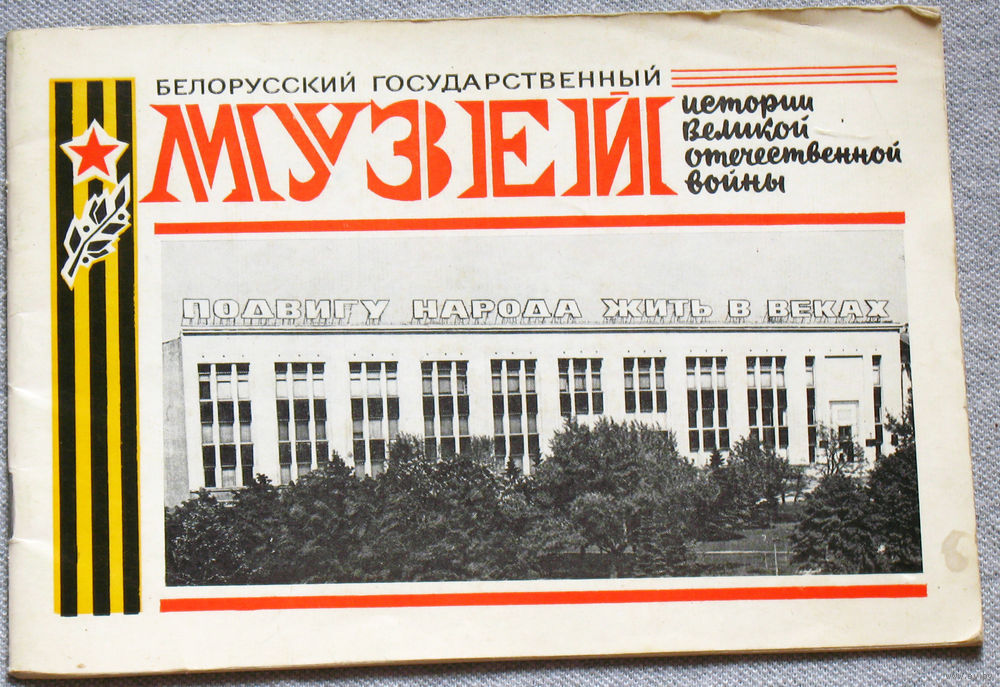 БЕЛОРУССКИЙ ГОСУДАРСТВЕННЫЙ
МУЗЕЙ
истории
Великой
отечественной
войны
ПОДВИГУ НАРОДА ЖИТЬ В ВЕКАХ